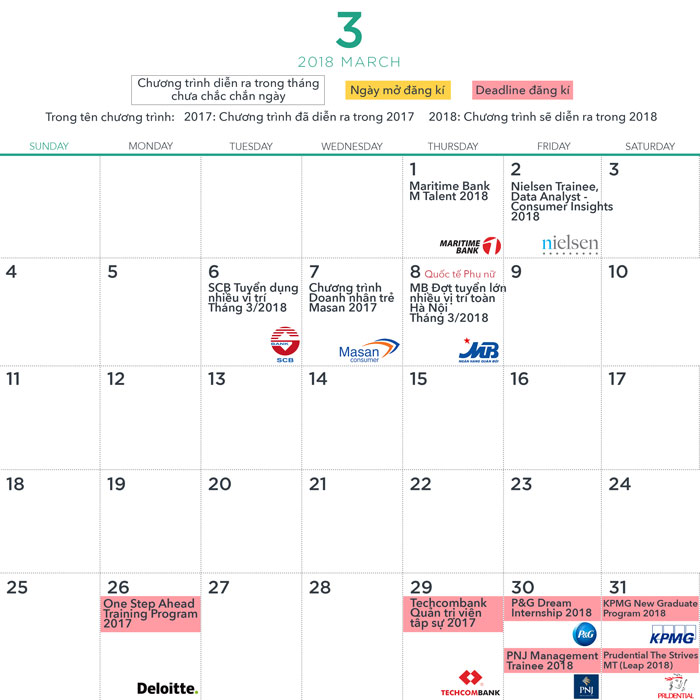 3
2018 MARCH
Chương trình diễn ra trong tháng
chưa chắc chắn ngày
Ngày mở đăng kí
Deadline đăng kí
Trong tên chương trình: 2017: Chương trình đã diễn ra trong 2017 2018: Chương trình sẽ diễn ra trong 2018
SUNDAY MONDAY TUESDAY WEDNESDAY THURSDAY FRIDAY SATURDAY
1
Maritime Bank
M Talent 2018
MARITIME
BANK
2
Nielsen Trainee,
Data Analyst -
Consumer Insights
2018
nielsen
3
4
5
6
SCB Tuyển dụng
nhiều vị trí
Tháng 3/2018
BANK
SCB
7
Chương trình
Doanh nhân trẻ
Masan 2017
Masan
consumer
8 Quốc tế Phụ nữ
MB Đợt tuyển lớn
nhiều vị trí toàn
Hà Nội
Tháng 3/2018
MB
NGÂN HÀNG QUÂN ĐỘI
9
10
11
12
13
14
15
16
17
18
19
20
21
22
23
24
25
26
One Step Ahead
Training Program
2017
Deloitte.
27
28
29
Techcombank
Quản trị viên
tập sự 2017
TECHCOMBANK
30
P&G Dream
Internship 2018
P&G
PNJ Management
Trainee 2018
PNJ
31
KPMG New Graduate
Program 2018
KPMG
Prudential The Strives
MT (Leap 2018)
PRUDENTIAL